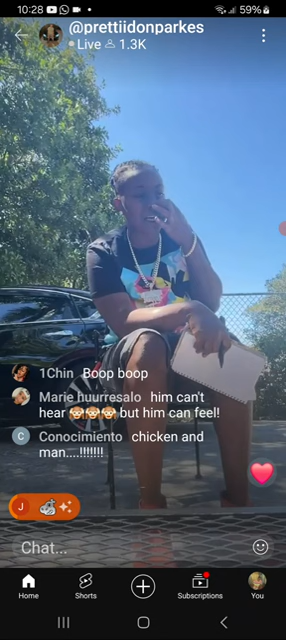 10:28
59%
@prettiidonparkes
Live 1.3K
1Chin Boop boop
Marie huurresalo him can't
hear 🙈🙈🙈 but him can feel!
C Conocimiento chicken and
man....!!!!!!!
J
Chat...
Home Shorts Subscriptions You